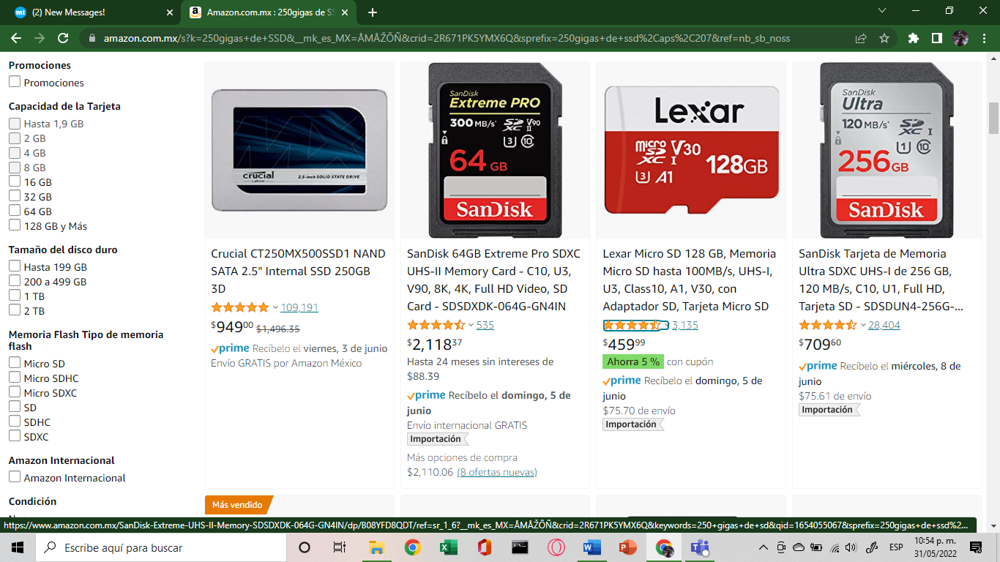 (2) New Messages!
Amazon.com.mx : 250gigas de SS
amazon.com.mx/s?k=250gigas+de+SSD&__mk_es_MX=ÅMÅŽÕÑ&crid=2R671PK5YMX6Q&sprefix=250gigas+de+ssd%2Caps%2C207&ref=nb_sb_noss
Promociones
Promociones
Capacidad de la Tarjeta
Hasta 1,9 GB
2 GB
4 GB
8 GB
16 GB
32 GB
64 GB
128 GB y Más
Tamaño del disco duro
Hasta 199 GB
200 a 499 GB
1 TB
2 TB
Memoria Flash Tipo de memoria
flash
Micro SD
Micro SDHC
Micro SDXC
SD
SDHC
SDXC
Amazon Internacional
Amazon Internacional
Condición
crucial
2.5-inch SOLID STATE DRIVE
Crucial CT250MX500SSD1 NAND
SATA 2.5" Internal SSD 250GB
3D
109,191
$94900 $1,496.35
prime Recíbelo el viernes, 3 de junio
Envío GRATIS por Amazon México
SanDisk
Extreme PRO
300 MB/s* SD XC II V90
U3 C10
64 GB
SanDisk
SanDisk 64GB Extreme Pro SDXC
UHS-II Memory Card - C10, U3,
V90, 8K, 4K, Full HD Video, SD
Card - SDSDXDK-064G-GN4IN
535
$2,11837
Hasta 24 meses sin intereses de
$88.39
prime Recíbelo el domingo, 5 de
junio
Envío internacional GRATIS
Importación
Más opciones de compra
$2,110.06 (8 ofertas nuevas)
Lexar
micro SD XC I V30
U3 A1
128GB
Lexar Micro SD 128 GB, Memoria
Micro SD hasta 100MB/s, UHS-I,
U3, Class10, A1, V30, con
Adaptador SD, Tarjeta Micro SD
3,135
$45999
Ahorra 5 % con cupón
prime Recíbelo el domingo, 5 de
junio
$75.70 de envío
Importación
SanDisk
Ultra
120 MB/s* SD XC I
U1 C10
256GB
SanDisk
SanDisk Tarjeta de Memoria
Ultra SDXC UHS-I de 256 GB,
120 MB/s, C10, U1, Full HD,
Tarjeta SD - SDSDUN4-256G-...
28,404
$70960
prime Recíbelo el miércoles, 8 de
junio
$75.61 de envío
Importación
Más vendido
https://www.amazon.com.mx/SanDisk-Extreme-UHS-II-Memory-SDSDXDK-064G-GN4IN/dp/B08YFD8QDT/ref=sr_1_6?__mk_es_MX=ÅMÅŽÕÑ&crid=2R671PK5YMX6Q&keywords=250+gigas+de+sd&qid=1654055067&sprefix=250gigas+de+ssd%2...
Escribe aquí para buscar
ESP
10:54 p. m.
31/05/2022